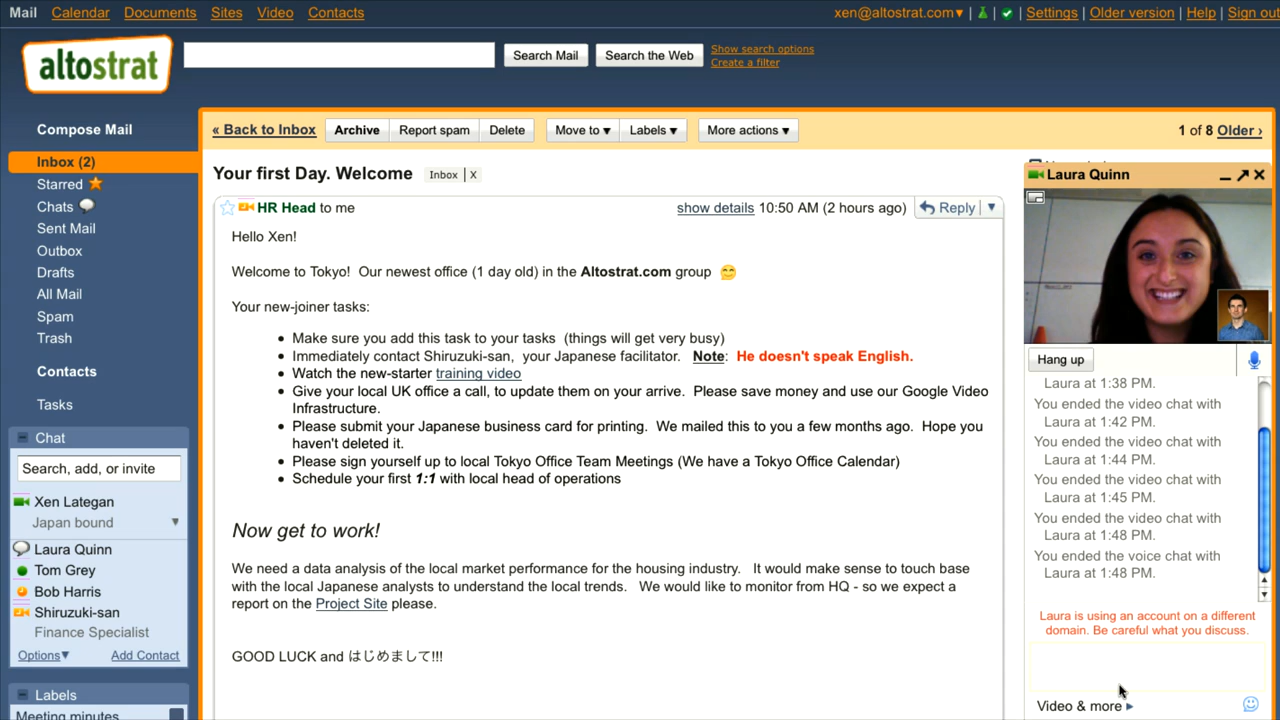 Mail Calendar Documents Sites Video Contacts
xen@altostrat.com▼ | | | Settings | Older version | Help | Sign out
altostrat
Search Mail Search the Web
Show search options
Create a filter
Compose Mail
Inbox (2)
Starred
Chats
Sent Mail
Outbox
Drafts
All Mail
Spam
Trash
Contacts
Tasks
Chat
Search, add, or invite
Xen Lategan
Japan bound ▼
Laura Quinn
Tom Grey
Bob Harris
Shiruzuki-san
Finance Specialist
Options▼ Add Contact
Labels
Meeting minutes
« Back to Inbox Archive Report spam Delete Move to ▼ Labels ▼ More actions ▼ 1 of 8 Older ›
Your first Day. Welcome Inbox | X
HR Head to me show details 10:50 AM (2 hours ago) Reply ▼
Hello Xen!
Welcome to Tokyo! Our newest office (1 day old) in the Altostrat.com group 😊
Your new-joiner tasks:
• Make sure you add this task to your tasks (things will get very busy)
• Immediately contact Shiruzuki-san, your Japanese facilitator. Note: He doesn't speak English.
• Watch the new-starter training video
• Give your local UK office a call, to update them on your arrive. Please save money and use our Google Video
Infrastructure.
• Please submit your Japanese business card for printing. We mailed this to you a few months ago. Hope you
haven't deleted it.
• Please sign yourself up to local Tokyo Office Team Meetings (We have a Tokyo Office Calendar)
• Schedule your first 1:1 with local head of operations
Now get to work!
We need a data analysis of the local market performance for the housing industry. It would make sense to touch base
with the local Japanese analysts to understand the local trends. We would like to monitor from HQ - so we expect a
report on the Project Site please.
GOOD LUCK and はじめまして!!!
Laura Quinn
Hang up
Laura at 1:38 PM.
You ended the video chat with
Laura at 1:42 PM.
You ended the video chat with
Laura at 1:44 PM.
You ended the video chat with
Laura at 1:45 PM.
You ended the video chat with
Laura at 1:48 PM.
You ended the voice chat with
Laura at 1:48 PM.
Laura is using an account on a different
domain. Be careful what you discuss.
Video & more ▶